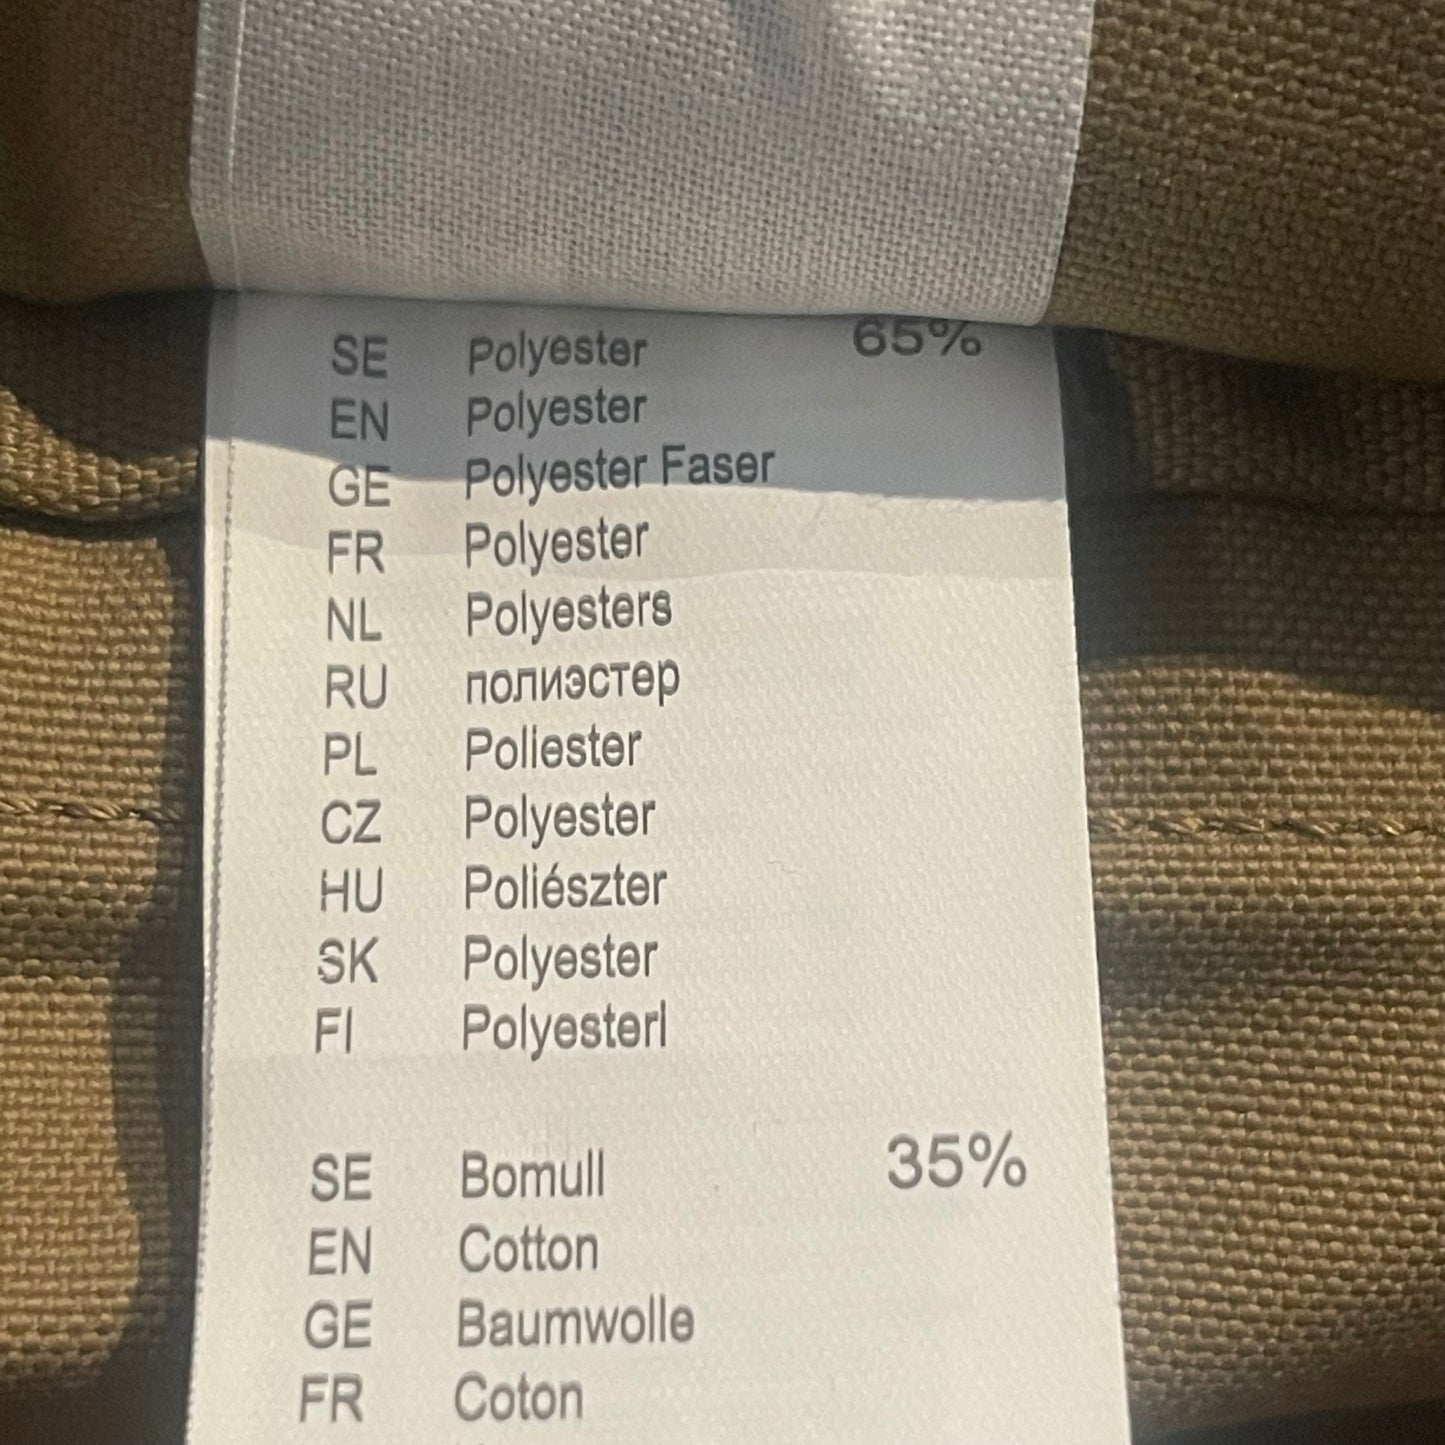 SE Polyester 65%
EN Polyester
GE Polyester Faser
FR Polyester
NL Polyesters
RU полиэстер
PL Poliester
CZ Polyester
HU Poliészter
SK Polyester
FI Polyesterl
SE Bomull 35%
EN Cotton
GE Baumwolle
FR Coton